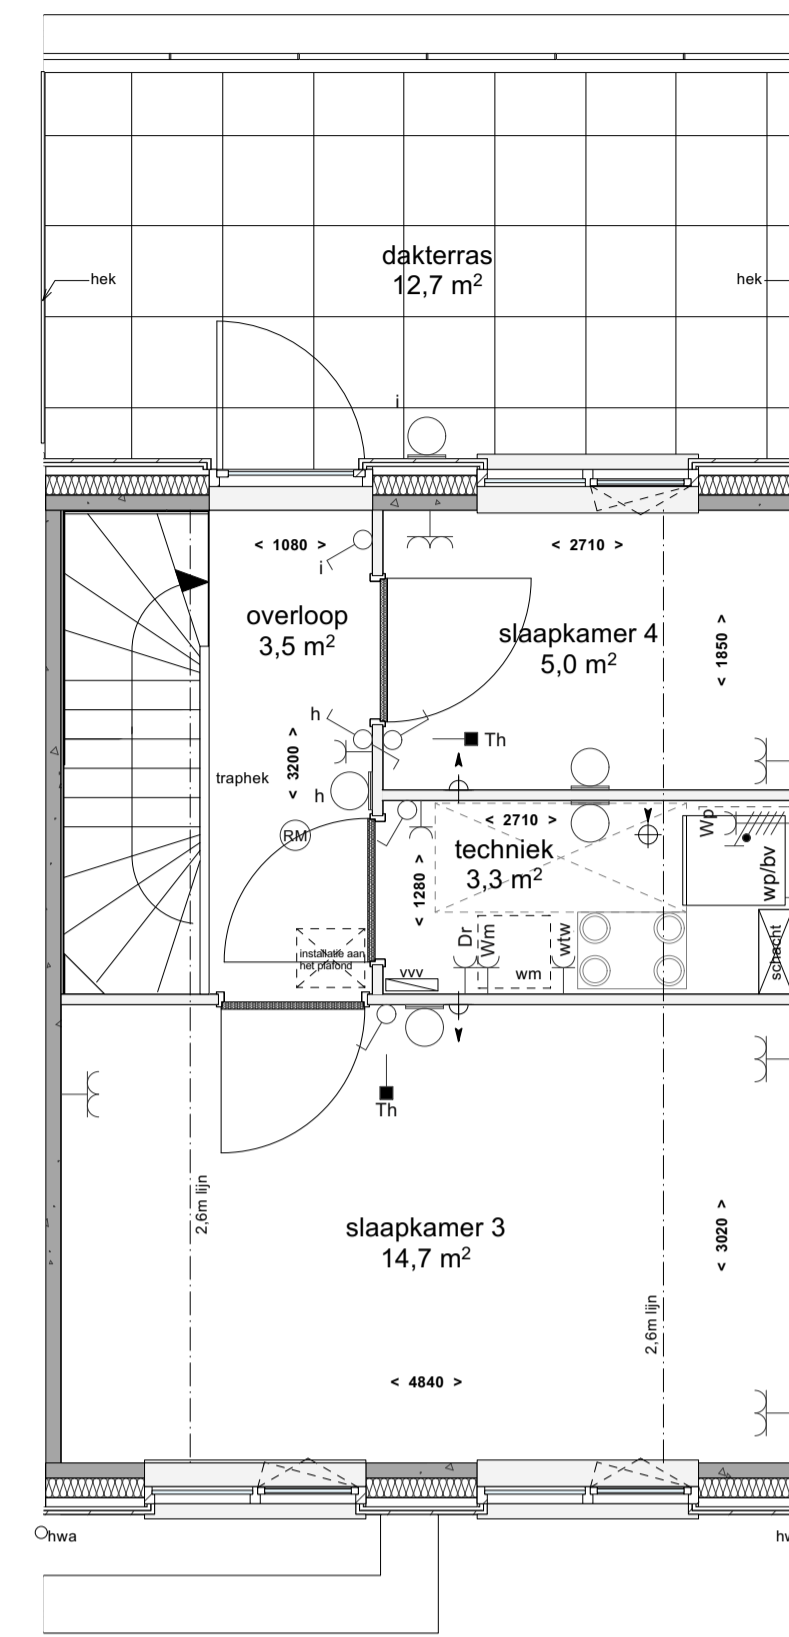 dakterras
12,7 m²
hek
hek
i
< 1080 >
< 2710 >
i
overloop
3,5 m²
slaapkamer 4
5,0 m²
< 1850 >
h
Th
< 3200 >
traphek
h
RM
< 2710 >
techniek
3,3 m²
< 1280 >
Wp
wp/bv
Dr
Wm
wtw
schacht
installatie aan
het plafond
vvv
wm
Th
2,6m lijn
slaapkamer 3
14,7 m²
< 3020 >
2,6m lijn
< 4840 >
hwa
hw